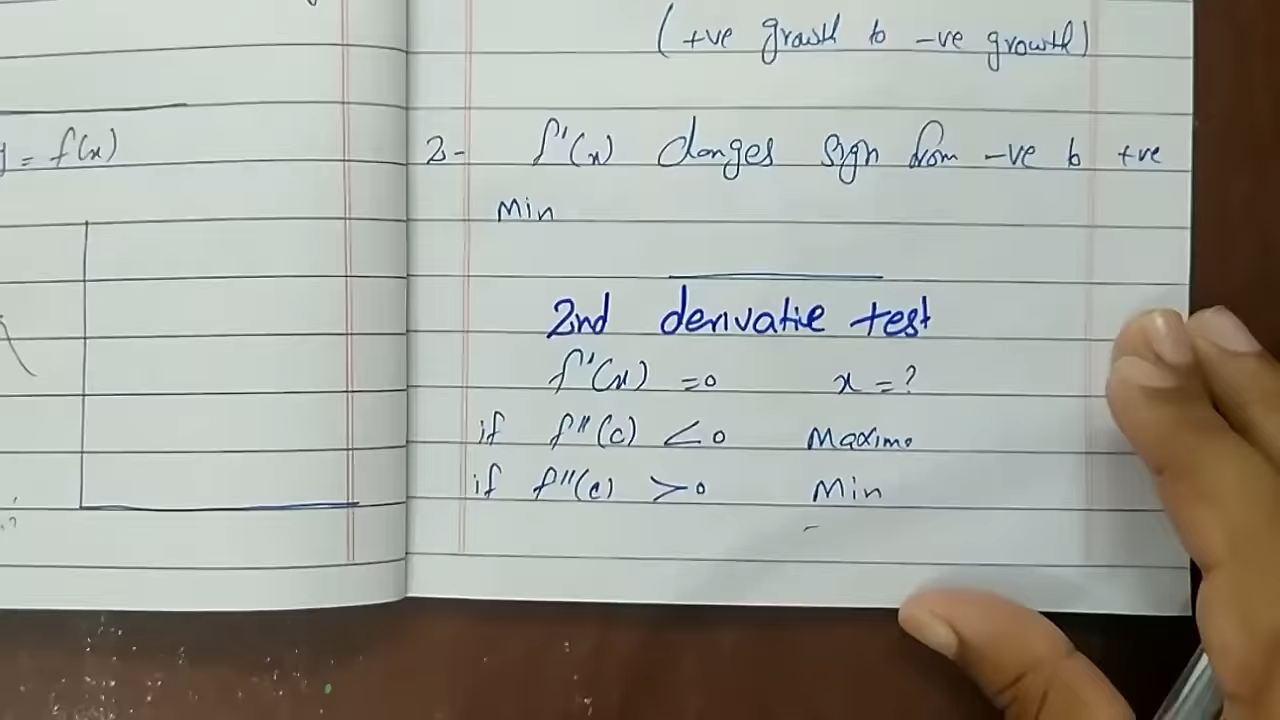 (+ve growth to -ve growth)
y = f(x)
2- f'(x) changes sign from -ve to +ve
Min
2nd derivative test
f'(x) =0 x =?
if f"(c) <0 Maxima
if f"(c) >0 Min